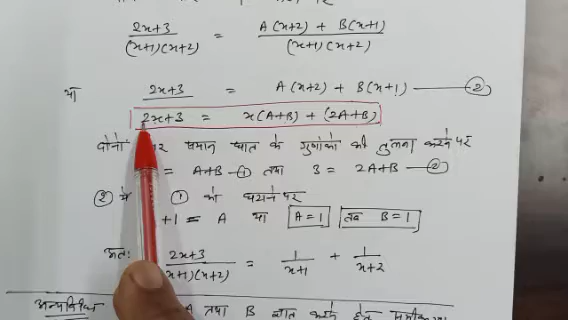 2x+3 / (x+1)(x+2) = A(x+2) + B(x+1) / (x+1)(x+2)
या 2x+3 = A(x+2) + B(x+1) — ②
2x+3 = x(A+B) + (2A+B)
दोनों पर समान घात के गुणांकों की तुलना करने पर
= A+B — ① तथा 3 = 2A+B — ②
② में ① को घटाने पर
+1 = A या A=1 तब B=1
अतः 2x+3 / (x+1)(x+2) = 1/x+1 + 1/x+2
A तथा B ज्ञात करने हेतु